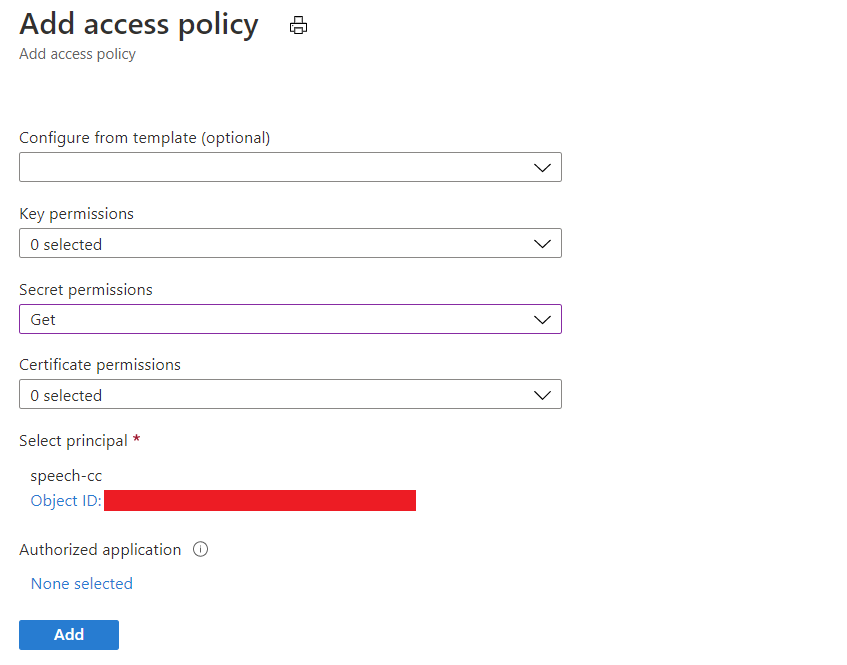 Add access policy
Add access policy
Configure from template (optional)
Key permissions
0 selected
Secret permissions
Get
Certificate permissions
0 selected
Select principal *
speech-cc
Object ID:
Authorized application
None selected
Add